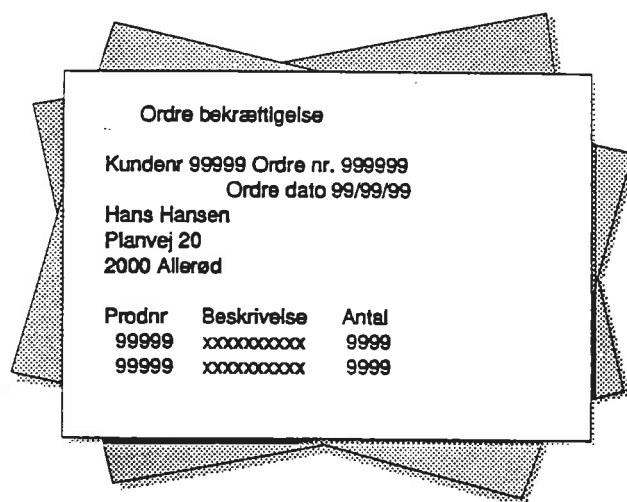 Ordre bekræftigelse
Kundenr 99999 Ordre nr. 999999
Ordre dato 99/99/99
Hans Hansen
Planvej 20
2000 Allerød
Prodnr Beskrivelse Antal
99999 xxxxxxxxxx 9999
99999 xxxxxxxxxx 9999